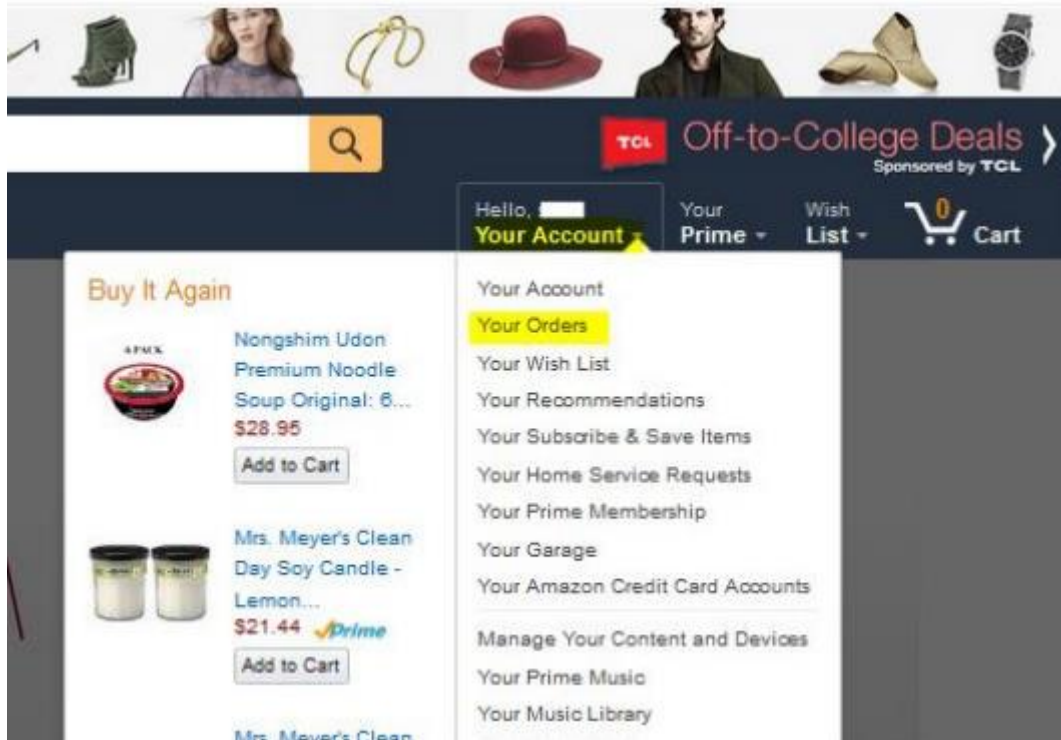 TCL
Off-to-College Deals
Sponsored by TCL
Hello,
Your Account
Your
Prime
Wish
List
0
Cart
Buy It Again
6 PACK
Nongshim Udon
Premium Noodle
Soup Original: 6...
$28.95
Add to Cart
Mrs. Meyer's Clean
Day Soy Candle -
Lemon...
$21.44 Prime
Add to Cart
Mrs. Meyer's Clean
Your Account
Your Orders
Your Wish List
Your Recommendations
Your Subscribe & Save Items
Your Home Service Requests
Your Prime Membership
Your Garage
Your Amazon Credit Card Accounts
Manage Your Content and Devices
Your Prime Music
Your Music Library